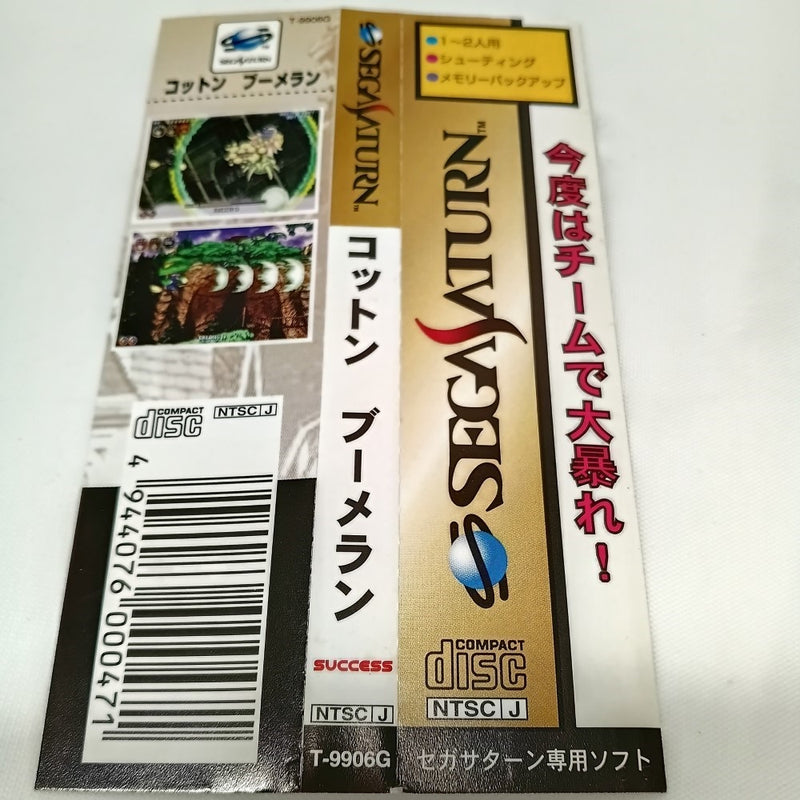 T-9906G
SEGA SATURN
コットン ブーメラン
COMPACT
disc
NTSC J
4 944076 000471
SEGA SATURN™
コットン ブーメラン
SUCCESS
NTSC J
T-9906G
●1～2人用
●シューティング
●メモリーバックアップ
SEGA SATURN™
COMPACT
disc
NTSC J
セガサターン専用ソフト
今度はチームで大暴れ！